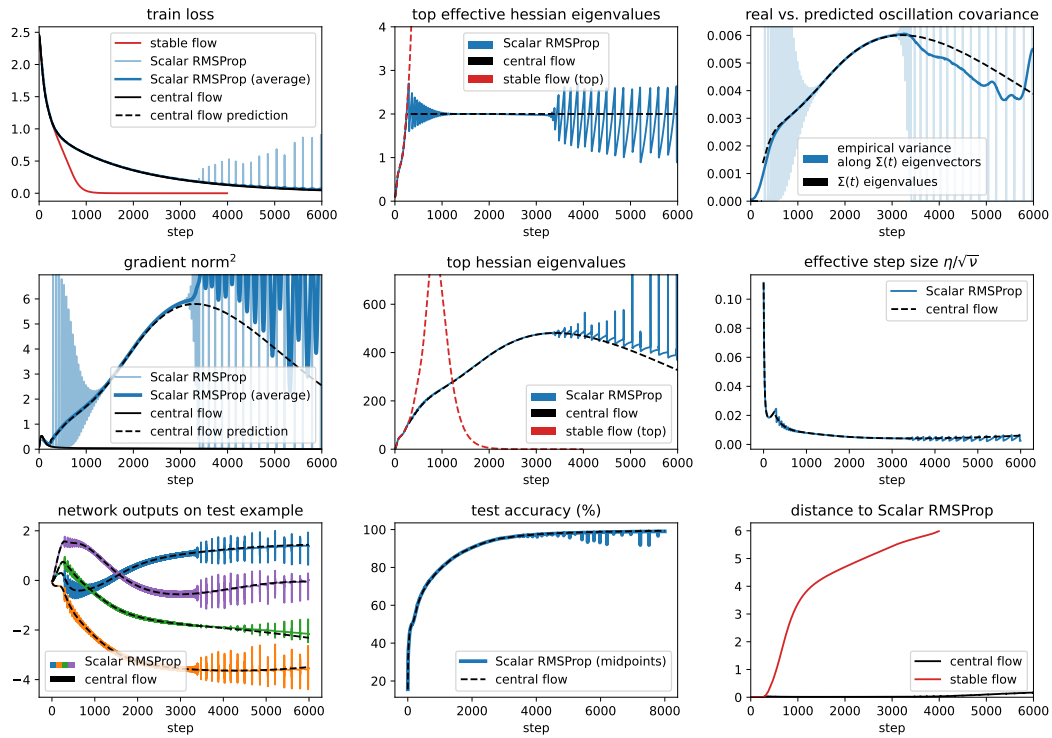 train loss
2.5
2.0
1.5
1.0
0.5
0.0
stable flow
Scalar RMSProp
Scalar RMSProp (average)
central flow
central flow prediction
0 1000 2000 3000 4000 5000 6000
step
top effective hessian eigenvalues
4
3
2
1
0
Scalar RMSProp
central flow
stable flow (top)
0 1000 2000 3000 4000 5000 6000
step
real vs. predicted oscillation covariance
0.006
0.005
0.004
0.003
0.002
0.001
0.000
empirical variance
along Σ(t) eigenvectors
Σ(t) eigenvalues
0 1000 2000 3000 4000 5000 6000
step
gradient norm²
6
5
4
3
2
1
0
Scalar RMSProp
Scalar RMSProp (average)
central flow
central flow prediction
0 1000 2000 3000 4000 5000 6000
step
top hessian eigenvalues
600
400
200
0
Scalar RMSProp
central flow
stable flow (top)
0 1000 2000 3000 4000 5000 6000
step
effective step size η/√ν
0.10
0.08
0.06
0.04
0.02
0.00
Scalar RMSProp
central flow
0 1000 2000 3000 4000 5000 6000
step
network outputs on test example
2
0
−2
−4
Scalar RMSProp
central flow
0 1000 2000 3000 4000 5000 6000
step
test accuracy (%)
100
80
60
40
20
Scalar RMSProp (midpoints)
central flow
0 2000 4000 6000 8000
step
distance to Scalar RMSProp
6
5
4
3
2
1
0
central flow
stable flow
0 1000 2000 3000 4000 5000 6000
step